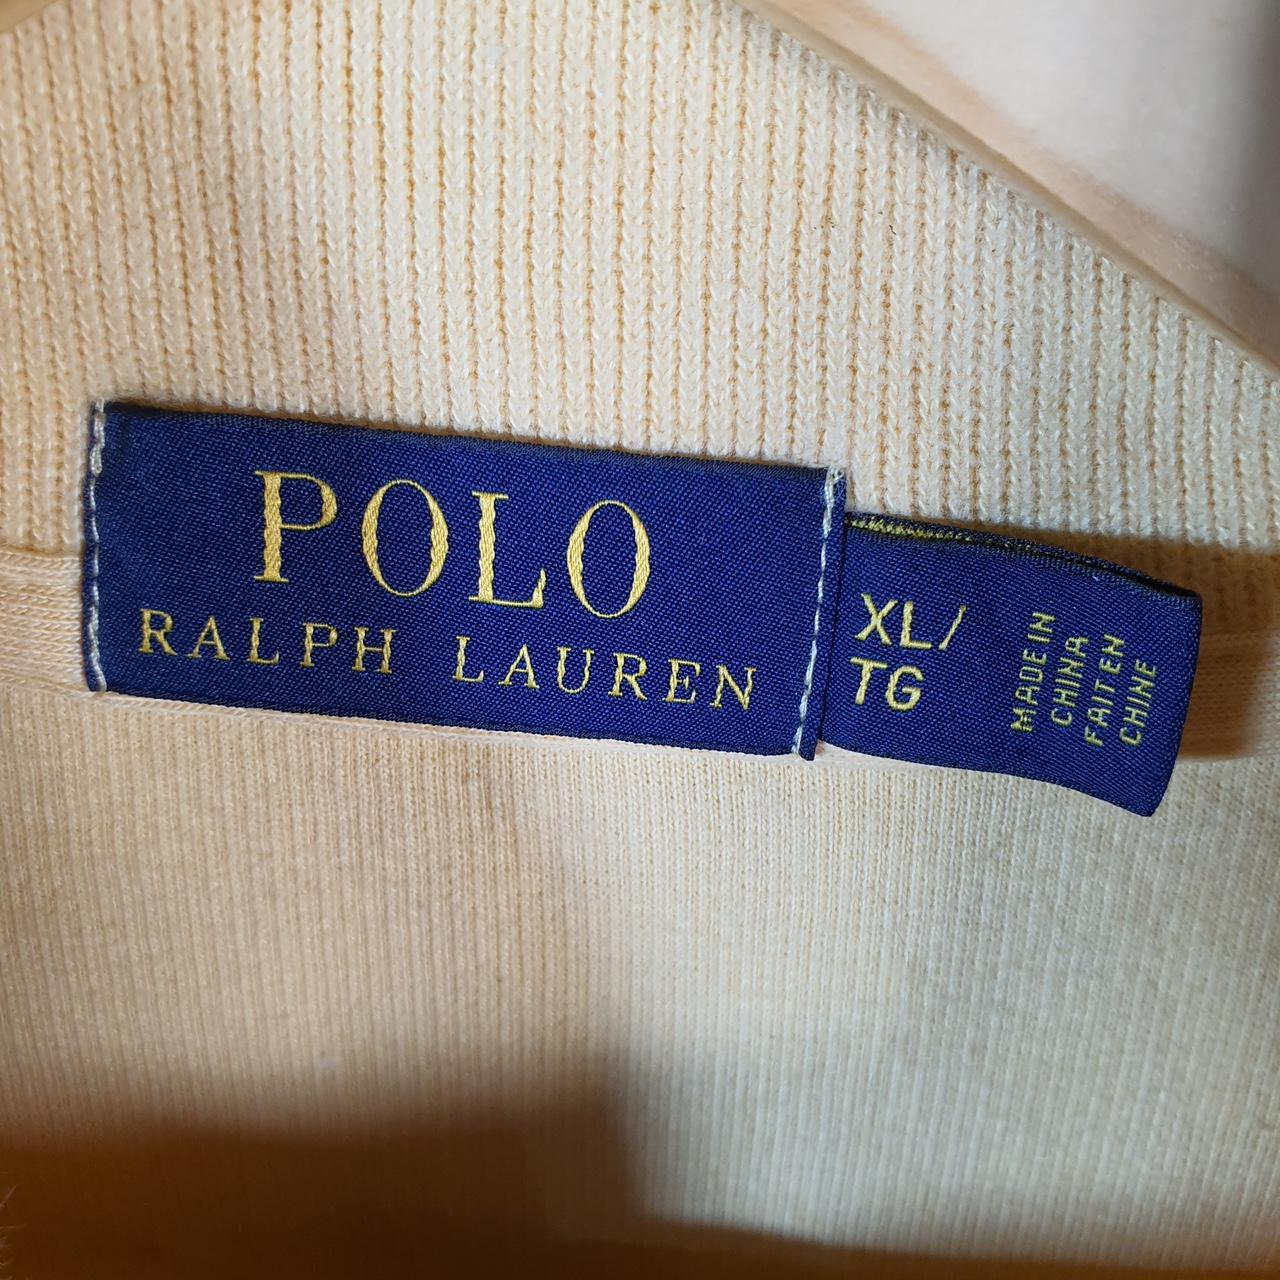 POLO
RALPH LAUREN
XL/
TG
MADE IN
CHINA
FAIT EN
CHINE